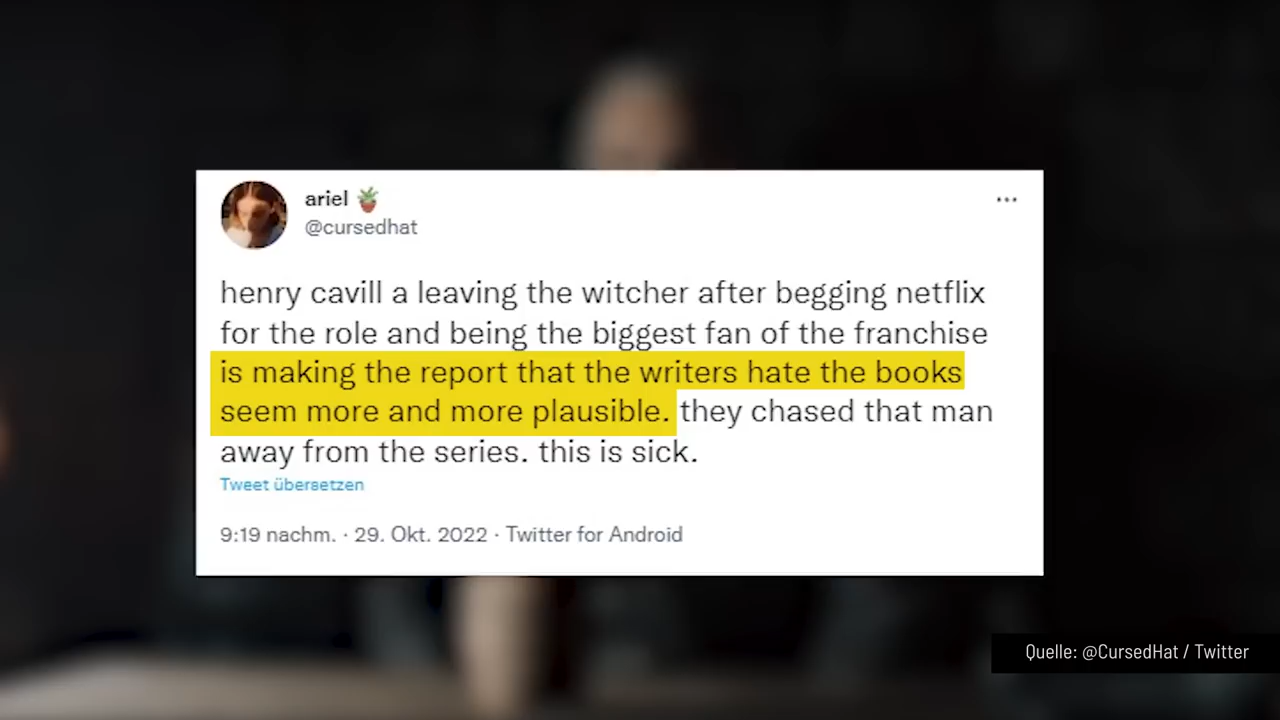 ariel 🪴
@cursedhat
henry cavill a leaving the witcher after begging netflix
for the role and being the biggest fan of the franchise
is making the report that the writers hate the books
seem more and more plausible. they chased that man
away from the series. this is sick.
Tweet übersetzen
9:19 nachm. · 29. Okt. 2022 · Twitter for Android
Quelle: @CursedHat / Twitter